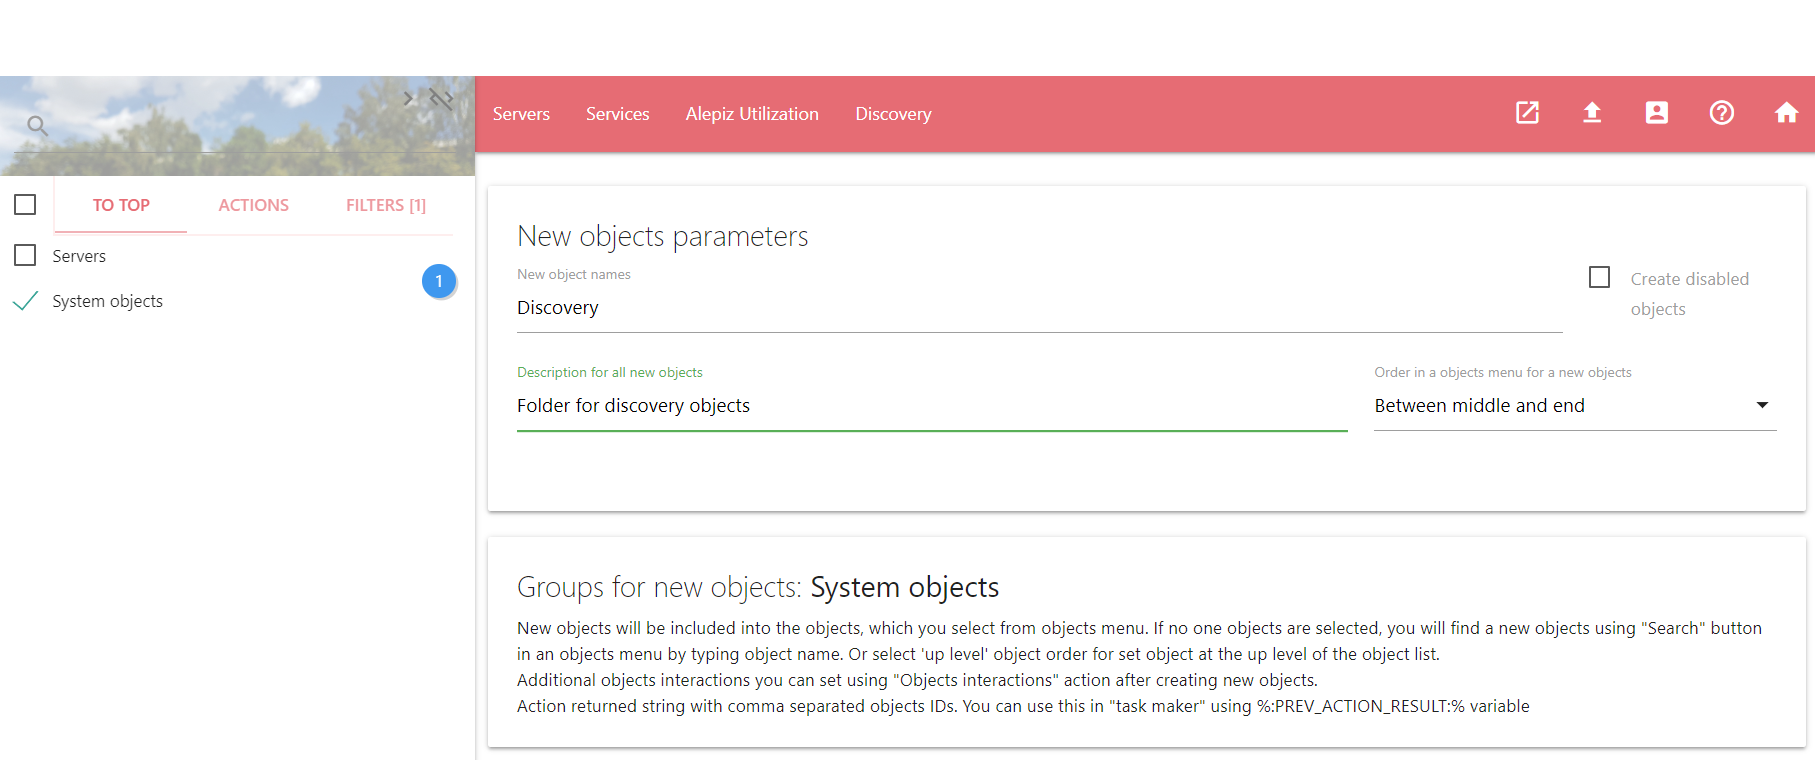 Servers Services Alepiz Utilization Discovery
TO TOP ACTIONS FILTERS [1]
Servers
System objects
1
New objects parameters
New object names
Discovery
Create disabled
objects
Description for all new objects
Folder for discovery objects
Order in a objects menu for a new objects
Between middle and end
Groups for new objects: System objects
New objects will be included into the objects, which you select from objects menu. If no one objects are selected, you will find a new objects using "Search" button
in an objects menu by typing object name. Or select 'up level' object order for set object at the up level of the object list.
Additional objects interactions you can set using "Objects interactions" action after creating new objects.
Action returned string with comma separated objects IDs. You can use this in "task maker" using %:PREV_ACTION_RESULT:% variable